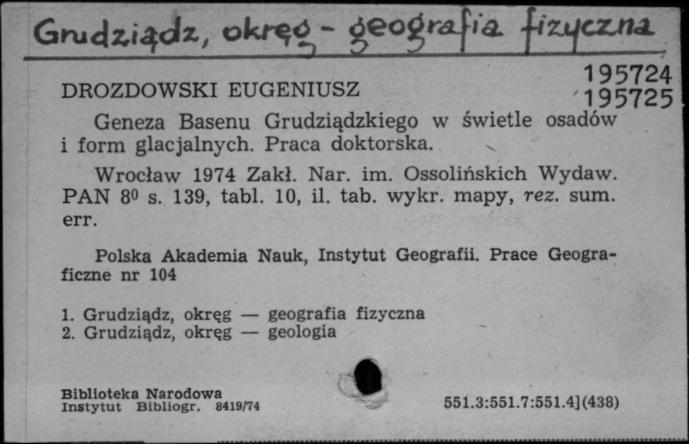 Grudziądz, okręg - geografia fizyczna
195724
DROZDOWSKI EUGENIUSZ
195725
Geneza Basenu Grudziądzkiego w świetle osadów
i form glacjalnych. Praca doktorska.
Wrocław 1974 Zakł. Nar. im. Ossolińskich Wydaw.
PAN 8⁰ s. 139, tabl. 10, il. tab. wykr. mapy, rez. sum.
err.
Polska Akademia Nauk, Instytut Geografii. Prace Geogra-
ficzne nr 104
1. Grudziądz, okręg — geografia fizyczna
2. Grudziądz, okręg — geologia
Biblioteka Narodowa
Instytut Bibliogr. 8419/74
551.3:551.7:551.4](438)